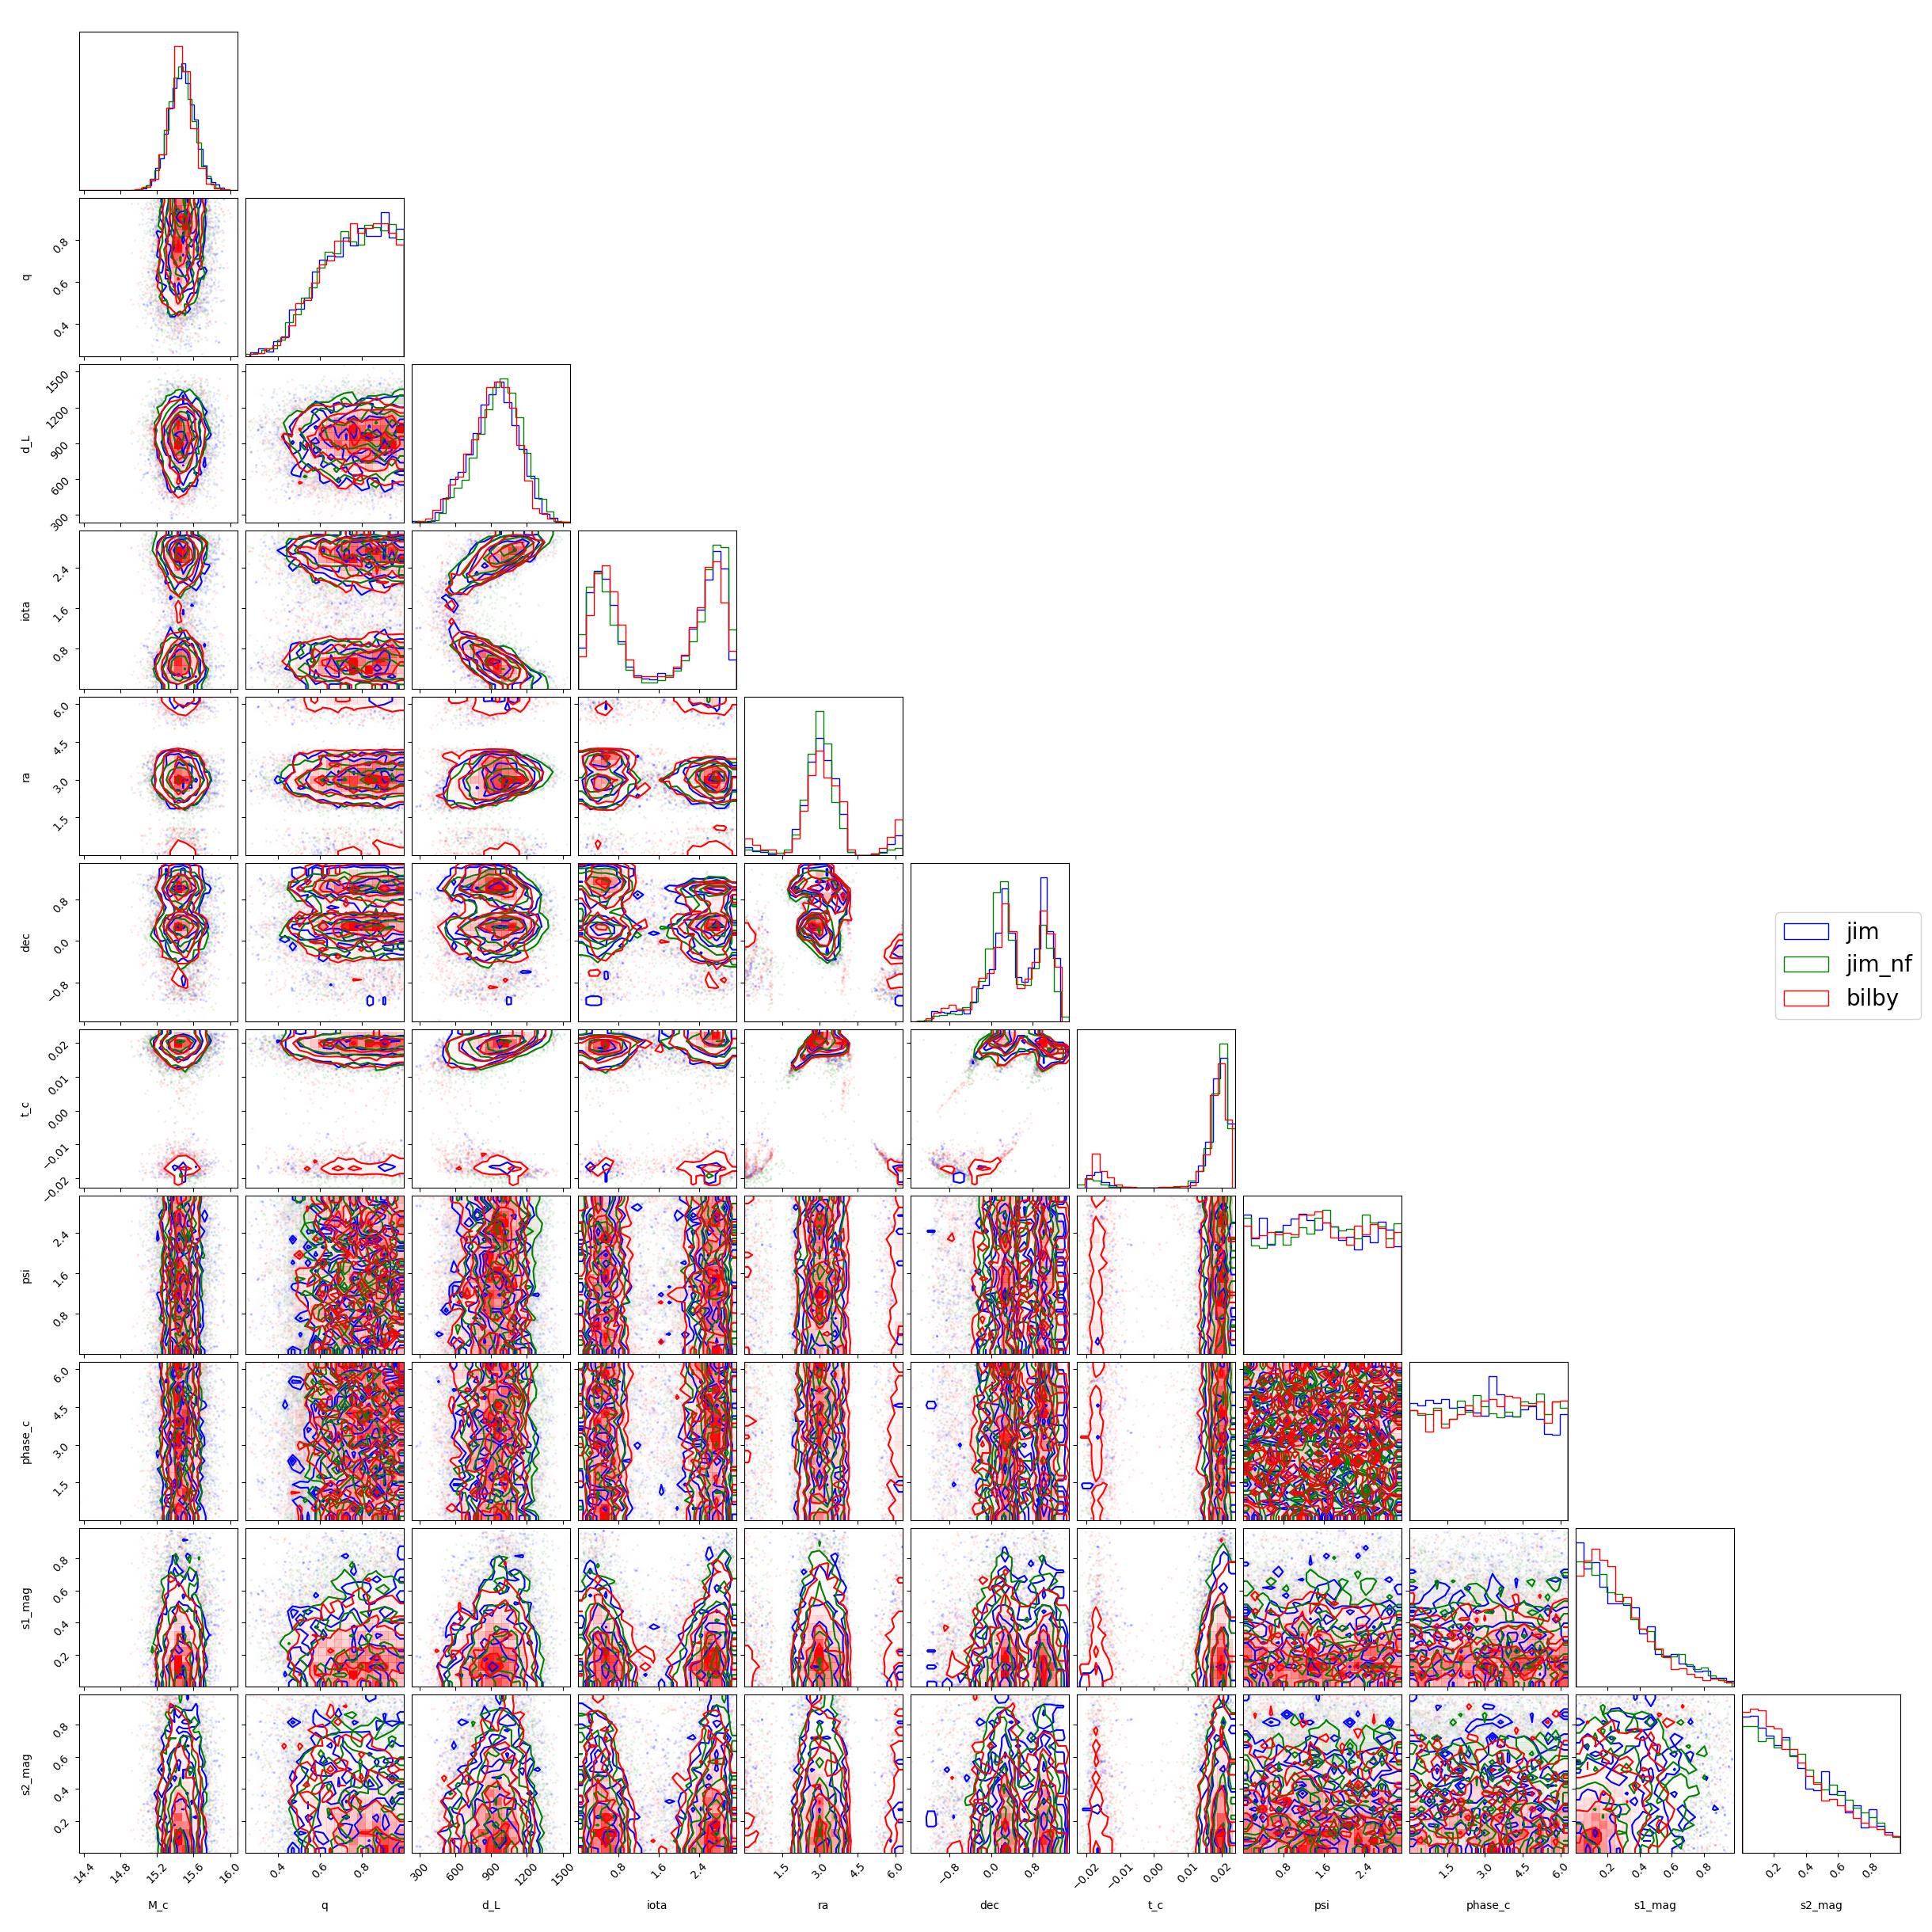 q
0.8
0.6
0.4
d_L
1500
1200
900
600
300
iota
2.4
1.6
0.8
ra
6.0
4.5
3.0
1.5
dec
0.8
0.0
−0.8
jim
jim_nf
bilby
t_c
0.02
0.01
0.00
−0.01
−0.02
psi
2.4
1.6
0.8
phase_c
6.0
4.5
3.0
1.5
s1_mag
0.8
0.6
0.4
0.2
s2_mag
0.8
0.6
0.4
0.2
14.4 14.8 15.2 15.6 16.0 0.4 0.6 0.8 300 600 900 1200 1500 0.8 1.6 2.4 1.5 3.0 4.5 6.0 −0.8 0.0 0.8 −0.02 −0.01 0.00 0.01 0.02 0.8 1.6 2.4 1.5 3.0 4.5 6.0 0.2 0.4 0.6 0.8 0.2 0.4 0.6 0.8
M_c q d_L iota ra dec t_c psi phase_c s1_mag s2_mag